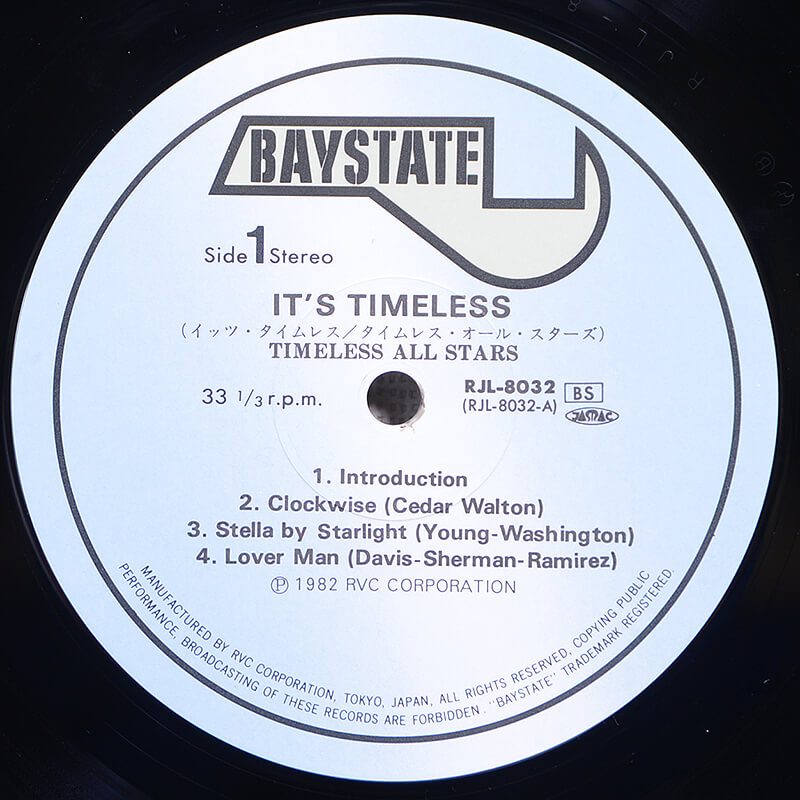 BAYSTATE
Side 1 Stereo
IT'S TIMELESS
(イッツ・タイムレス／タイムレス・オール・スターズ)
TIMELESS ALL STARS
33 1/3 r.p.m.
RJL-8032 BS
(RJL-8032-A) JASRAC
1. Introduction
2. Clockwise (Cedar Walton)
3. Stella by Starlight (Young-Washington)
4. Lover Man (Davis-Sherman-Ramirez)
Ⓟ 1982 RVC CORPORATION
MANUFACTURED BY RVC CORPORATION, TOKYO, JAPAN, ALL RIGHTS RESERVED, COPYING PUBLIC
PERFORMANCE, BROADCASTING OF THESE RECORDS ARE FORBIDDEN. "BAYSTATE" TRADEMARK REGISTERED.